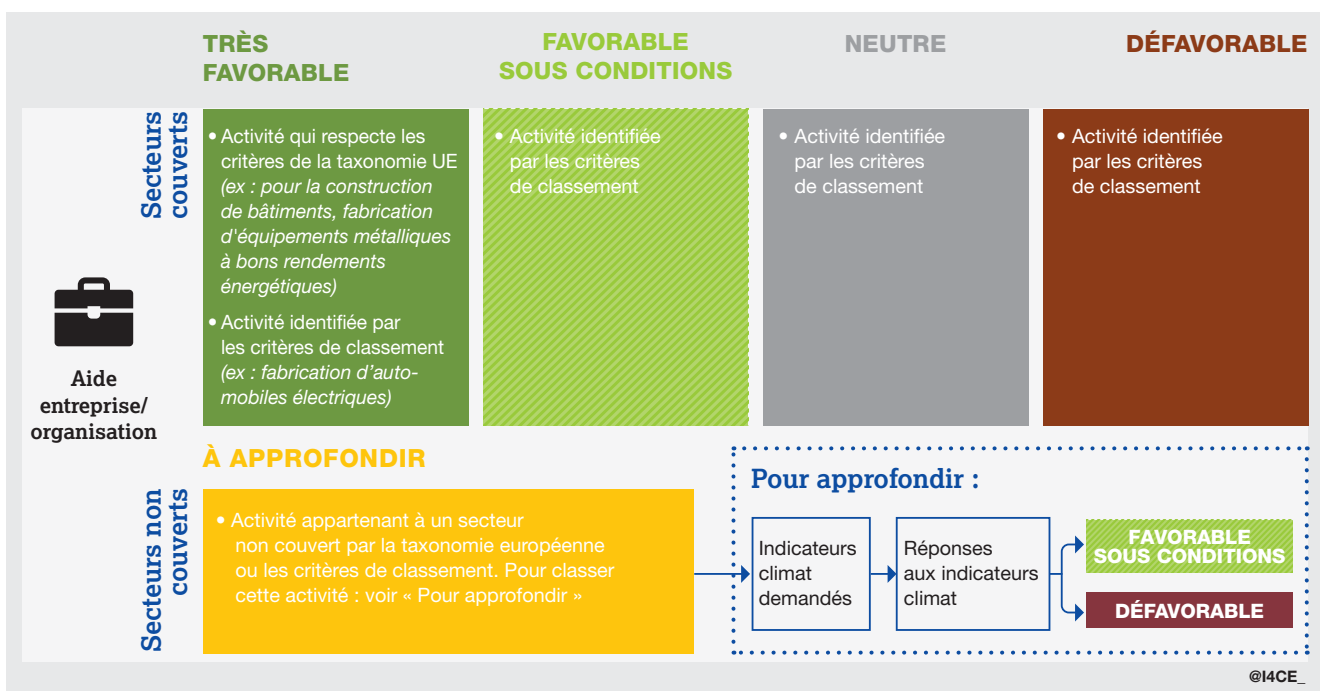 TRÈS
FAVORABLE
FAVORABLE
SOUS CONDITIONS
NEUTRE
DÉFAVORABLE
Secteurs
couverts
• Activité qui respecte les
critères de la taxonomie UE
(ex : pour la construction
de bâtiments, fabrication
d'équipements métalliques
à bons rendements
énergétiques)
• Activité identifiée par
les critères de classement
(ex : fabrication d'auto-
mobiles électriques)
• Activité identifiée
par les critères
de classement
• Activité identifiée
par les critères
de classement
• Activité identifiée
par les critères
de classement
Aide
entreprise/
organisation
À APPROFONDIR
Secteurs non
couverts
• Activité appartenant à un secteur
non couvert par la taxonomie européenne
ou les critères de classement. Pour classer
cette activité : voir « Pour approfondir »
Pour approfondir :
Indicateurs
climat
demandés
Réponses
aux indicateurs
climat
FAVORABLE
SOUS CONDITIONS
DÉFAVORABLE
@I4CE_